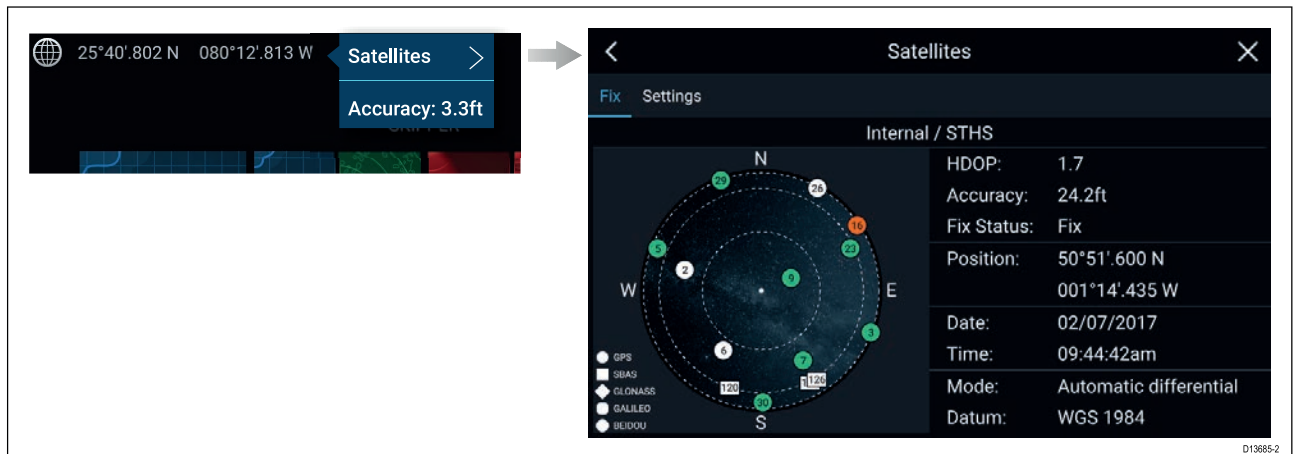 25°40'.802 N 080°12'.813 W
Satellites
Accuracy: 3.3ft
Satellites
Fix Settings
Internal / STHS
N
29
26
16
5
23
2
9
W
E
3
6
7
120
126
30
S
GPS
SBAS
GLONASS
GALILEO
BEIDOU
HDOP: 1.7
Accuracy: 24.2ft
Fix Status: Fix
Position: 50°51'.600 N
001°14'.435 W
Date: 02/07/2017
Time: 09:44:42am
Mode: Automatic differential
Datum: WGS 1984
D13685-2